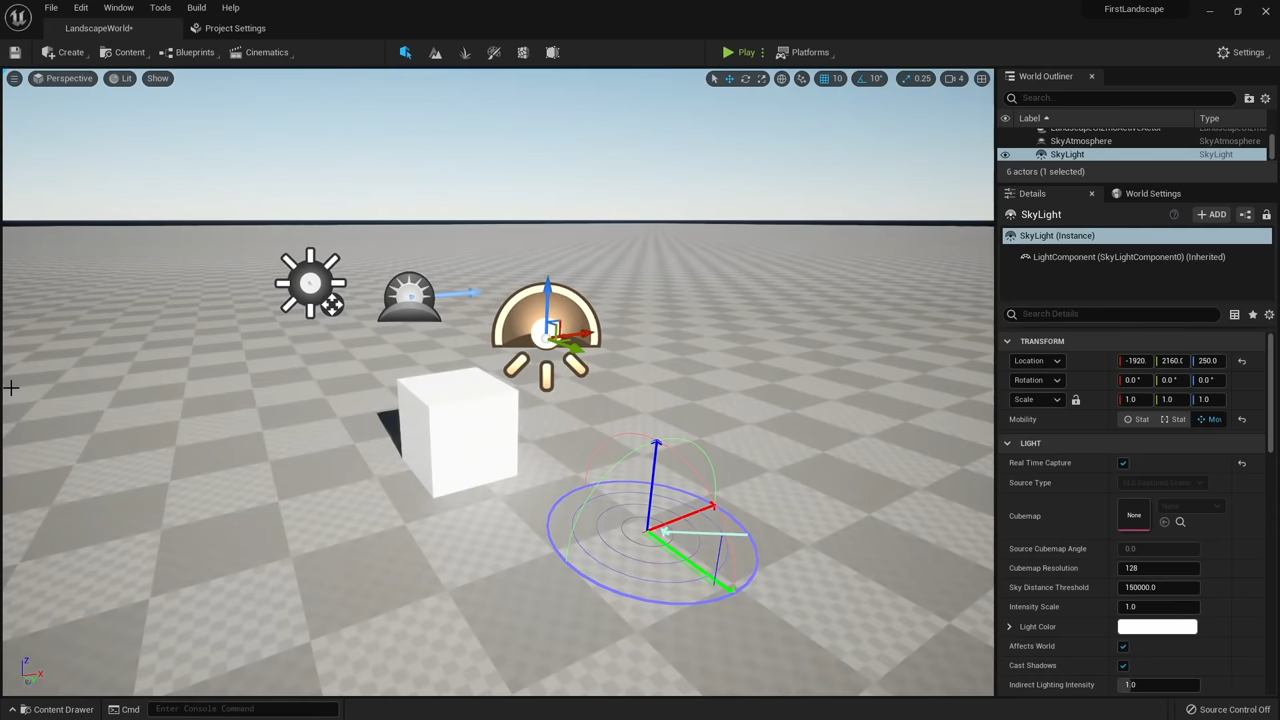 File Edit Window Tools Build Help
FirstLandscape
LandscapeWorld*
Project Settings
Create
Content
Blueprints
Cinematics
Play
Platforms
Settings
Perspective
Lit
Show
10
10°
0.25
4
World Outliner
Search...
Label
Type
SkyAtmosphere
SkyAtmosphere
SkyLight
SkyLight
6 actors (1 selected)
Details
World Settings
SkyLight
ADD
SkyLight (Instance)
LightComponent (SkyLightComponent0) (Inherited)
Search Details
TRANSFORM
Location
-1920.
2160.0
250.0
Rotation
0.0 °
0.0 °
0.0 °
Scale
1.0
1.0
1.0
Mobility
Stat
Stat
Mov
LIGHT
Real Time Capture
Source Type
SLS Captured Scene
Cubemap
None
None
Source Cubemap Angle
0.0
Cubemap Resolution
128
Sky Distance Threshold
150000.0
Intensity Scale
1.0
Light Color
Affects World
Cast Shadows
Indirect Lighting Intensity
1.0
Z
X
Content Drawer
Cmd
Enter Console Command
Source Control Off